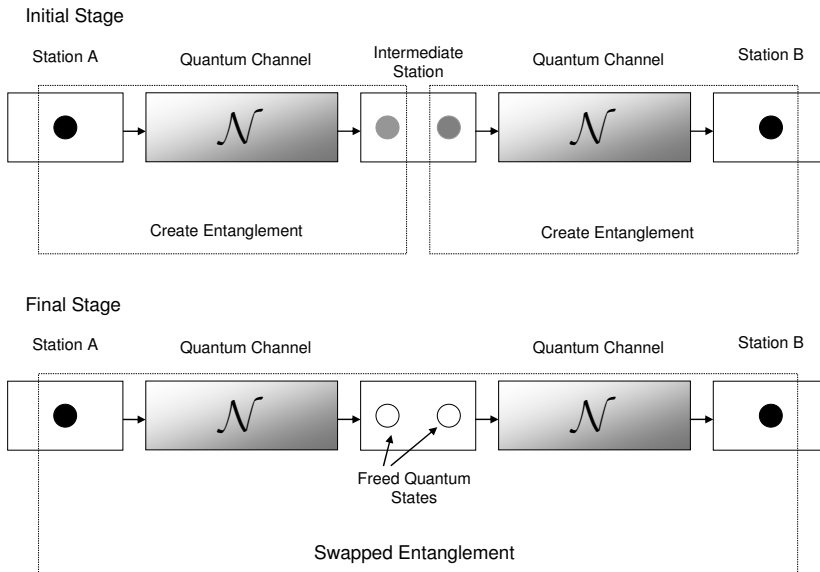 Initial Stage
Station A
Quantum Channel
Intermediate
Station
Quantum Channel
Station B
N
N
Create Entanglement
Create Entanglement
Final Stage
Station A
Quantum Channel
Quantum Channel
Station B
N
N
Freed Quantum
States
Swapped Entanglement